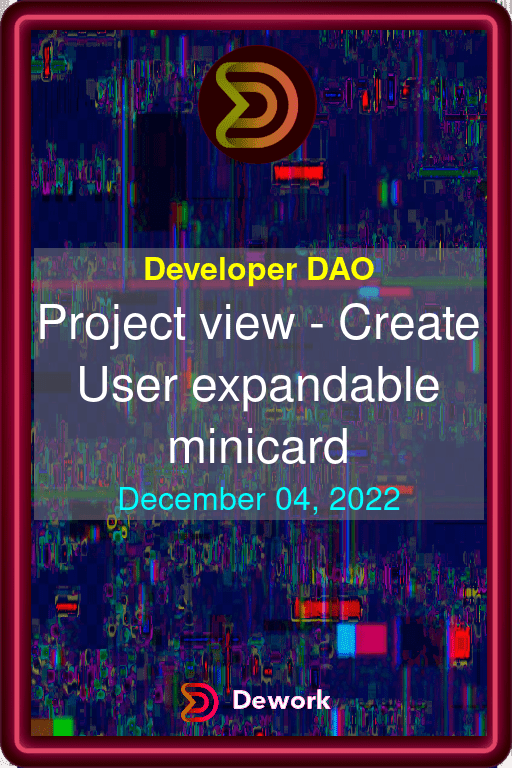 Developer DAO
Project view - Create
User expandable
minicard
December 04, 2022
Dework